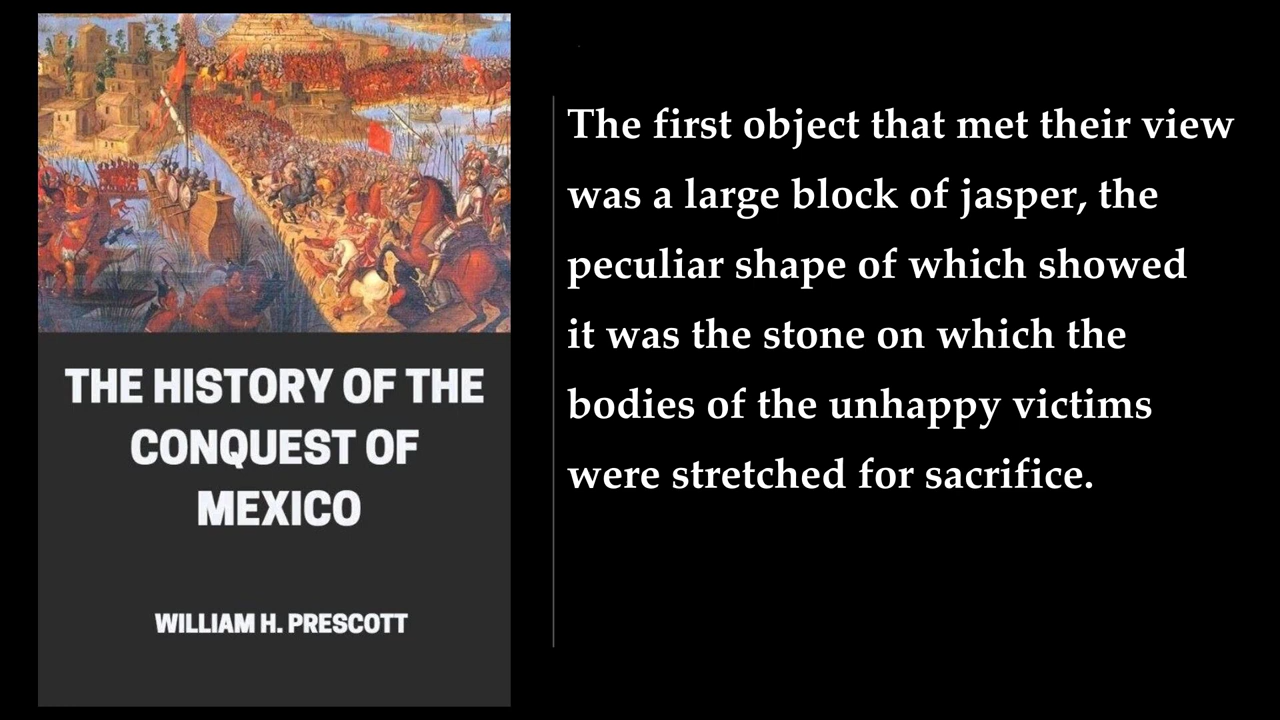 THE HISTORY OF THE
CONQUEST OF
MEXICO
WILLIAM H. PRESCOTT
The first object that met their view
was a large block of jasper, the
peculiar shape of which showed
it was the stone on which the
bodies of the unhappy victims
were stretched for sacrifice.